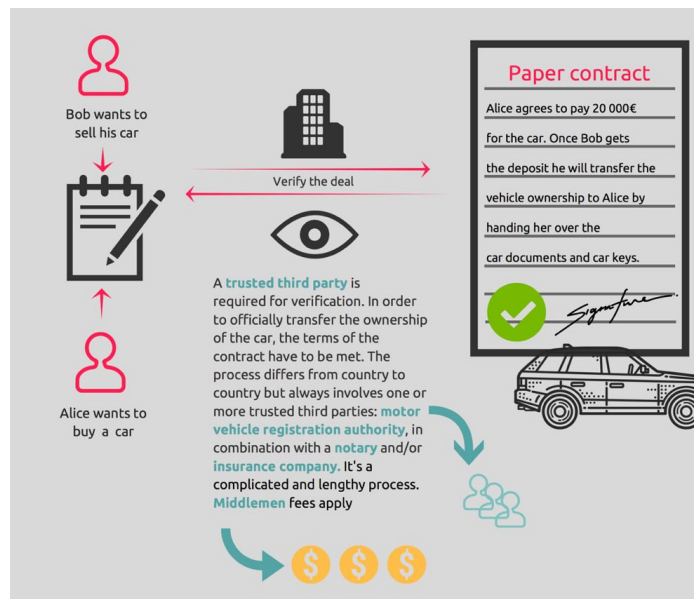 Bob wants to
sell his car
Alice wants to
buy a car
Verify the deal
A trusted third party is
required for verification. In order
to officially transfer the ownership
of the car, the terms of the
contract have to be met. The
process differs from country to
country but always involves one or
more trusted third parties: motor
vehicle registration authority, in
combination with a notary and/or
insurance company. It's a
complicated and lengthy process.
Middlemen fees apply
$ $ $
Paper contract
Alice agrees to pay 20 000€
for the car. Once Bob gets
the deposit he will transfer the
vehicle ownership to Alice by
handing her over the
car documents and car keys.
Signature